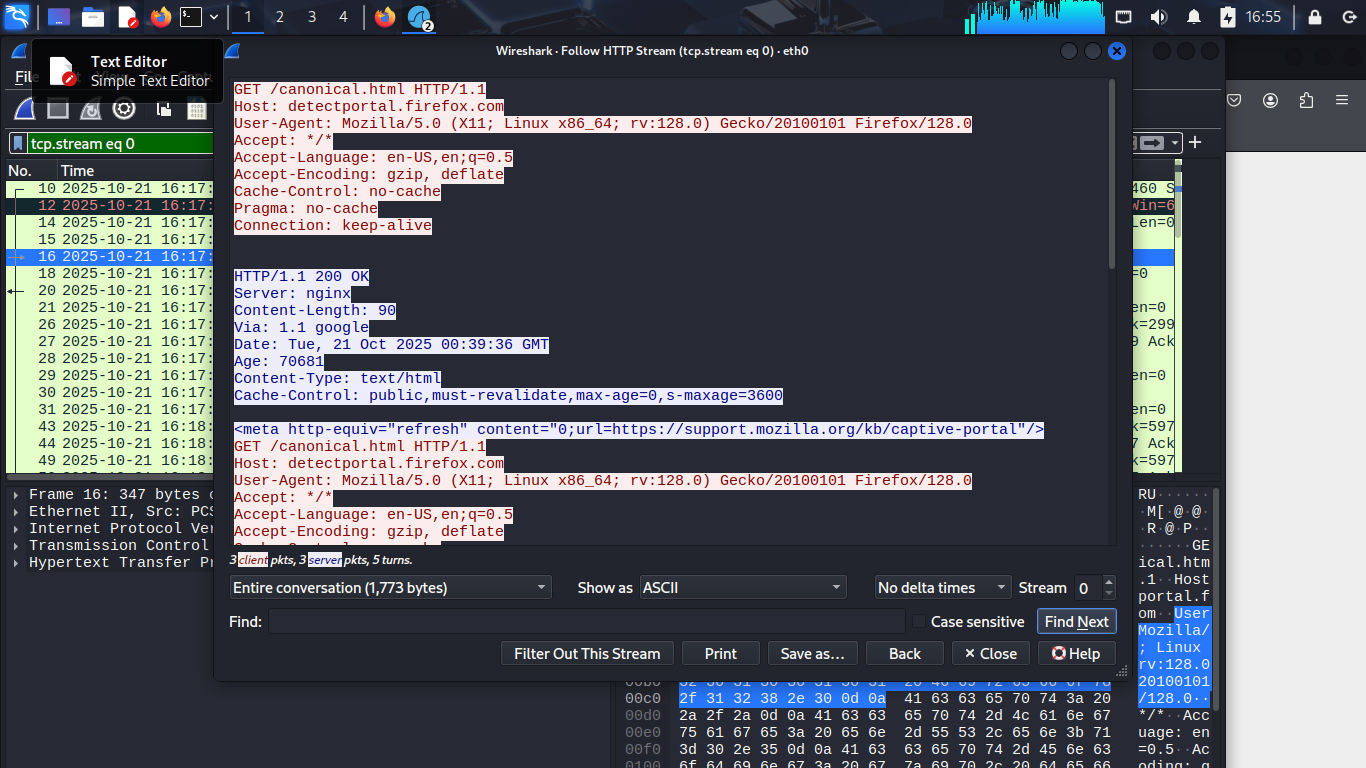 1 2 3 4 2 16:55
Text Editor
Simple Text Editor
Wireshark · Follow HTTP Stream (tcp.stream eq 0) · eth0
tcp.stream eq 0
No. Time
10 2025-10-21 16:17:
12 2025-10-21 16:17:
14 2025-10-21 16:17:
15 2025-10-21 16:17:
16 2025-10-21 16:17:
18 2025-10-21 16:17:
20 2025-10-21 16:17:
21 2025-10-21 16:17:
26 2025-10-21 16:17:
27 2025-10-21 16:17:
28 2025-10-21 16:17:
29 2025-10-21 16:17:
30 2025-10-21 16:17:
31 2025-10-21 16:17:
43 2025-10-21 16:18:
44 2025-10-21 16:18:
49 2025-10-21 16:18:
GET /canonical.html HTTP/1.1
Host: detectportal.firefox.com
User-Agent: Mozilla/5.0 (X11; Linux x86_64; rv:128.0) Gecko/20100101 Firefox/128.0
Accept: */*
Accept-Language: en-US,en;q=0.5
Accept-Encoding: gzip, deflate
Cache-Control: no-cache
Pragma: no-cache
Connection: keep-alive
HTTP/1.1 200 OK
Server: nginx
Content-Length: 90
Via: 1.1 google
Date: Tue, 21 Oct 2025 00:39:36 GMT
Age: 70681
Content-Type: text/html
Cache-Control: public,must-revalidate,max-age=0,s-maxage=3600
<meta http-equiv="refresh" content="0;url=https://support.mozilla.org/kb/captive-portal"/>
GET /canonical.html HTTP/1.1
Host: detectportal.firefox.com
User-Agent: Mozilla/5.0 (X11; Linux x86_64; rv:128.0) Gecko/20100101 Firefox/128.0
Accept: */*
Accept-Language: en-US,en;q=0.5
Accept-Encoding: gzip, deflate
3 client pkts, 3 server pkts, 5 turns.
Entire conversation (1,773 bytes) Show as ASCII No delta times Stream 0
Find: Case sensitive Find Next
Filter Out This Stream Print Save as… Back × Close Help
460 S
Win=6
Len=0
=0
en=0
k=299
9 Ack
en=0
en=0
k=597
7 Ack
k=597
Frame 16: 347 bytes
Ethernet II, Src: PCS
Internet Protocol Ver
Transmission Control
Hypertext Transfer Pr
00c0 2f 31 32 38 2e 30 0d 0a 41 63 63 65 70 74 3a 20
00d0 2a 2f 2a 0d 0a 41 63 63 65 70 74 2d 4c 61 6e 67
00e0 75 61 67 65 3a 20 65 6e 2d 55 53 2c 65 6e 3b 71
00f0 3d 30 2e 35 0d 0a 41 63 63 65 70 74 2d 45 6e 63
0100 6f 64 69 6e 67 3a 20 67 7a 69 70 2c 20 64 65 66
RU······
·M[·@·@·
·R·@·P··
······GE
ical.htm
.1··Host
portal.f
om··User
Mozilla/
; Linux
rv:128.0
20100101
/128.0··
*/*··Acc
uage: en
=0.5··Ac
oding: g